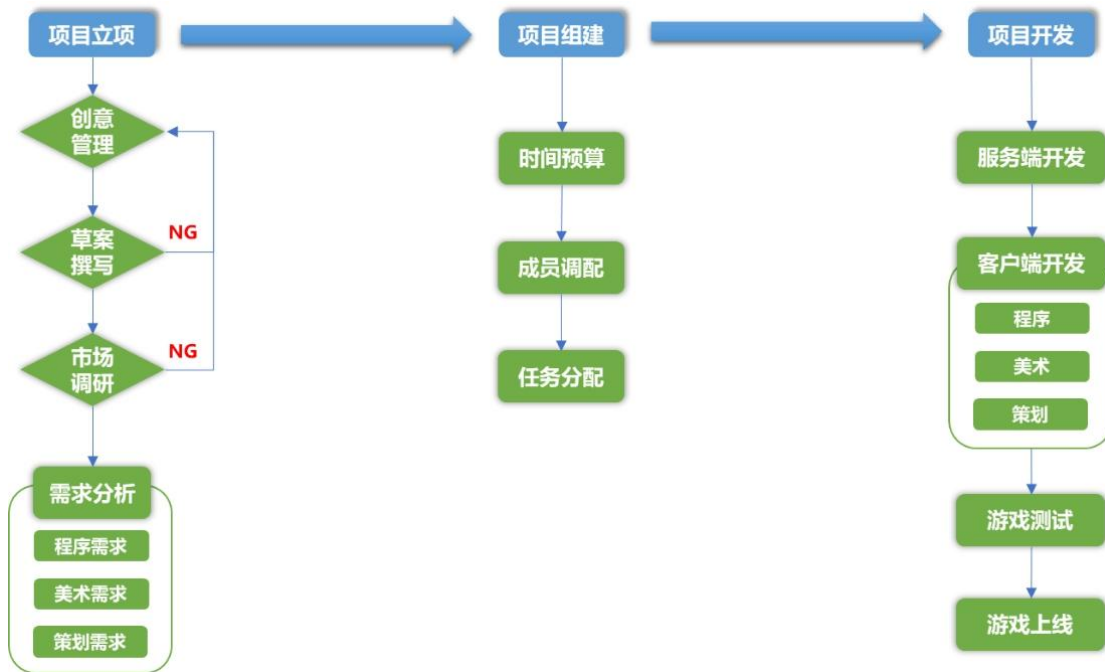 项目立项
项目组建
项目开发
创意
管理
草案
撰写
NG
市场
调研
NG
需求分析
程序需求
美术需求
策划需求
时间预算
成员调配
任务分配
服务端开发
客户端开发
程序
美术
策划
游戏测试
游戏上线